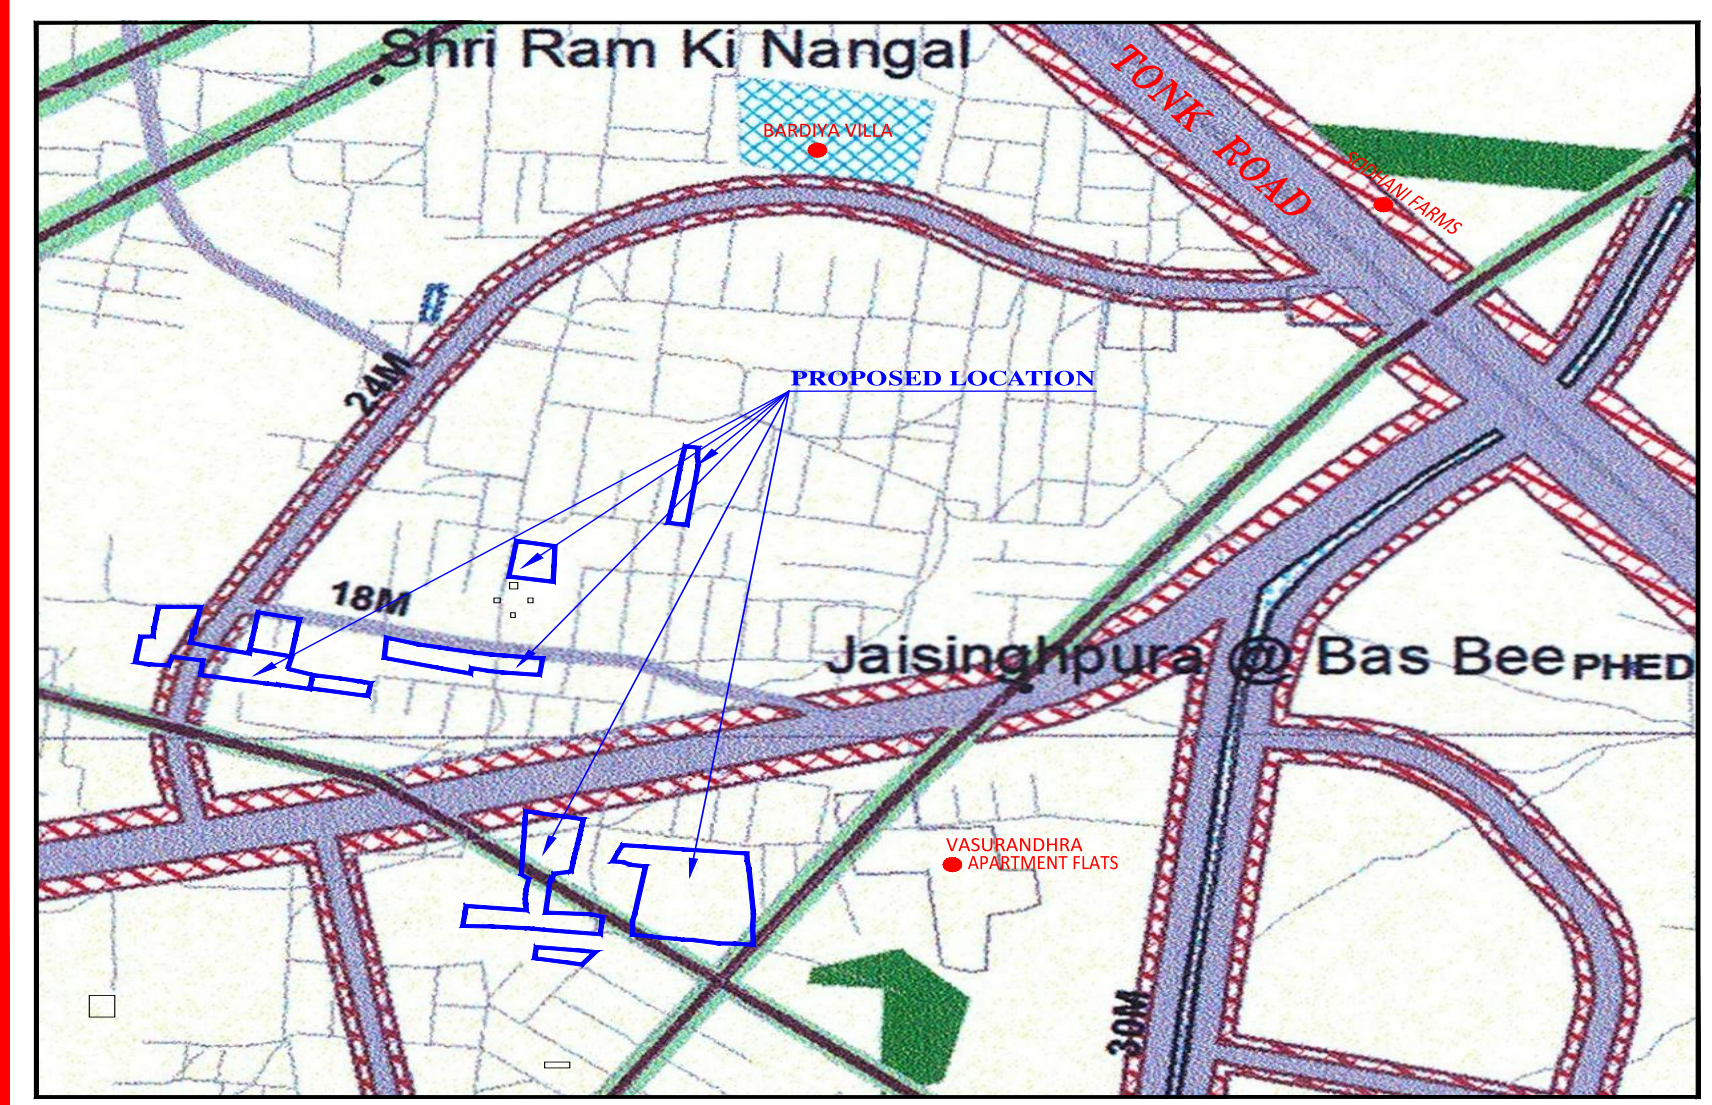 Shri Ram Ki Nangal
TONK ROAD
BARDIYA VILLA
SODHANI FARMS
24M
PROPOSED LOCATION
18M
Jaisinghpura @ Bas Bee PHED
VASURANDHRA
APARTMENT FLATS
30M